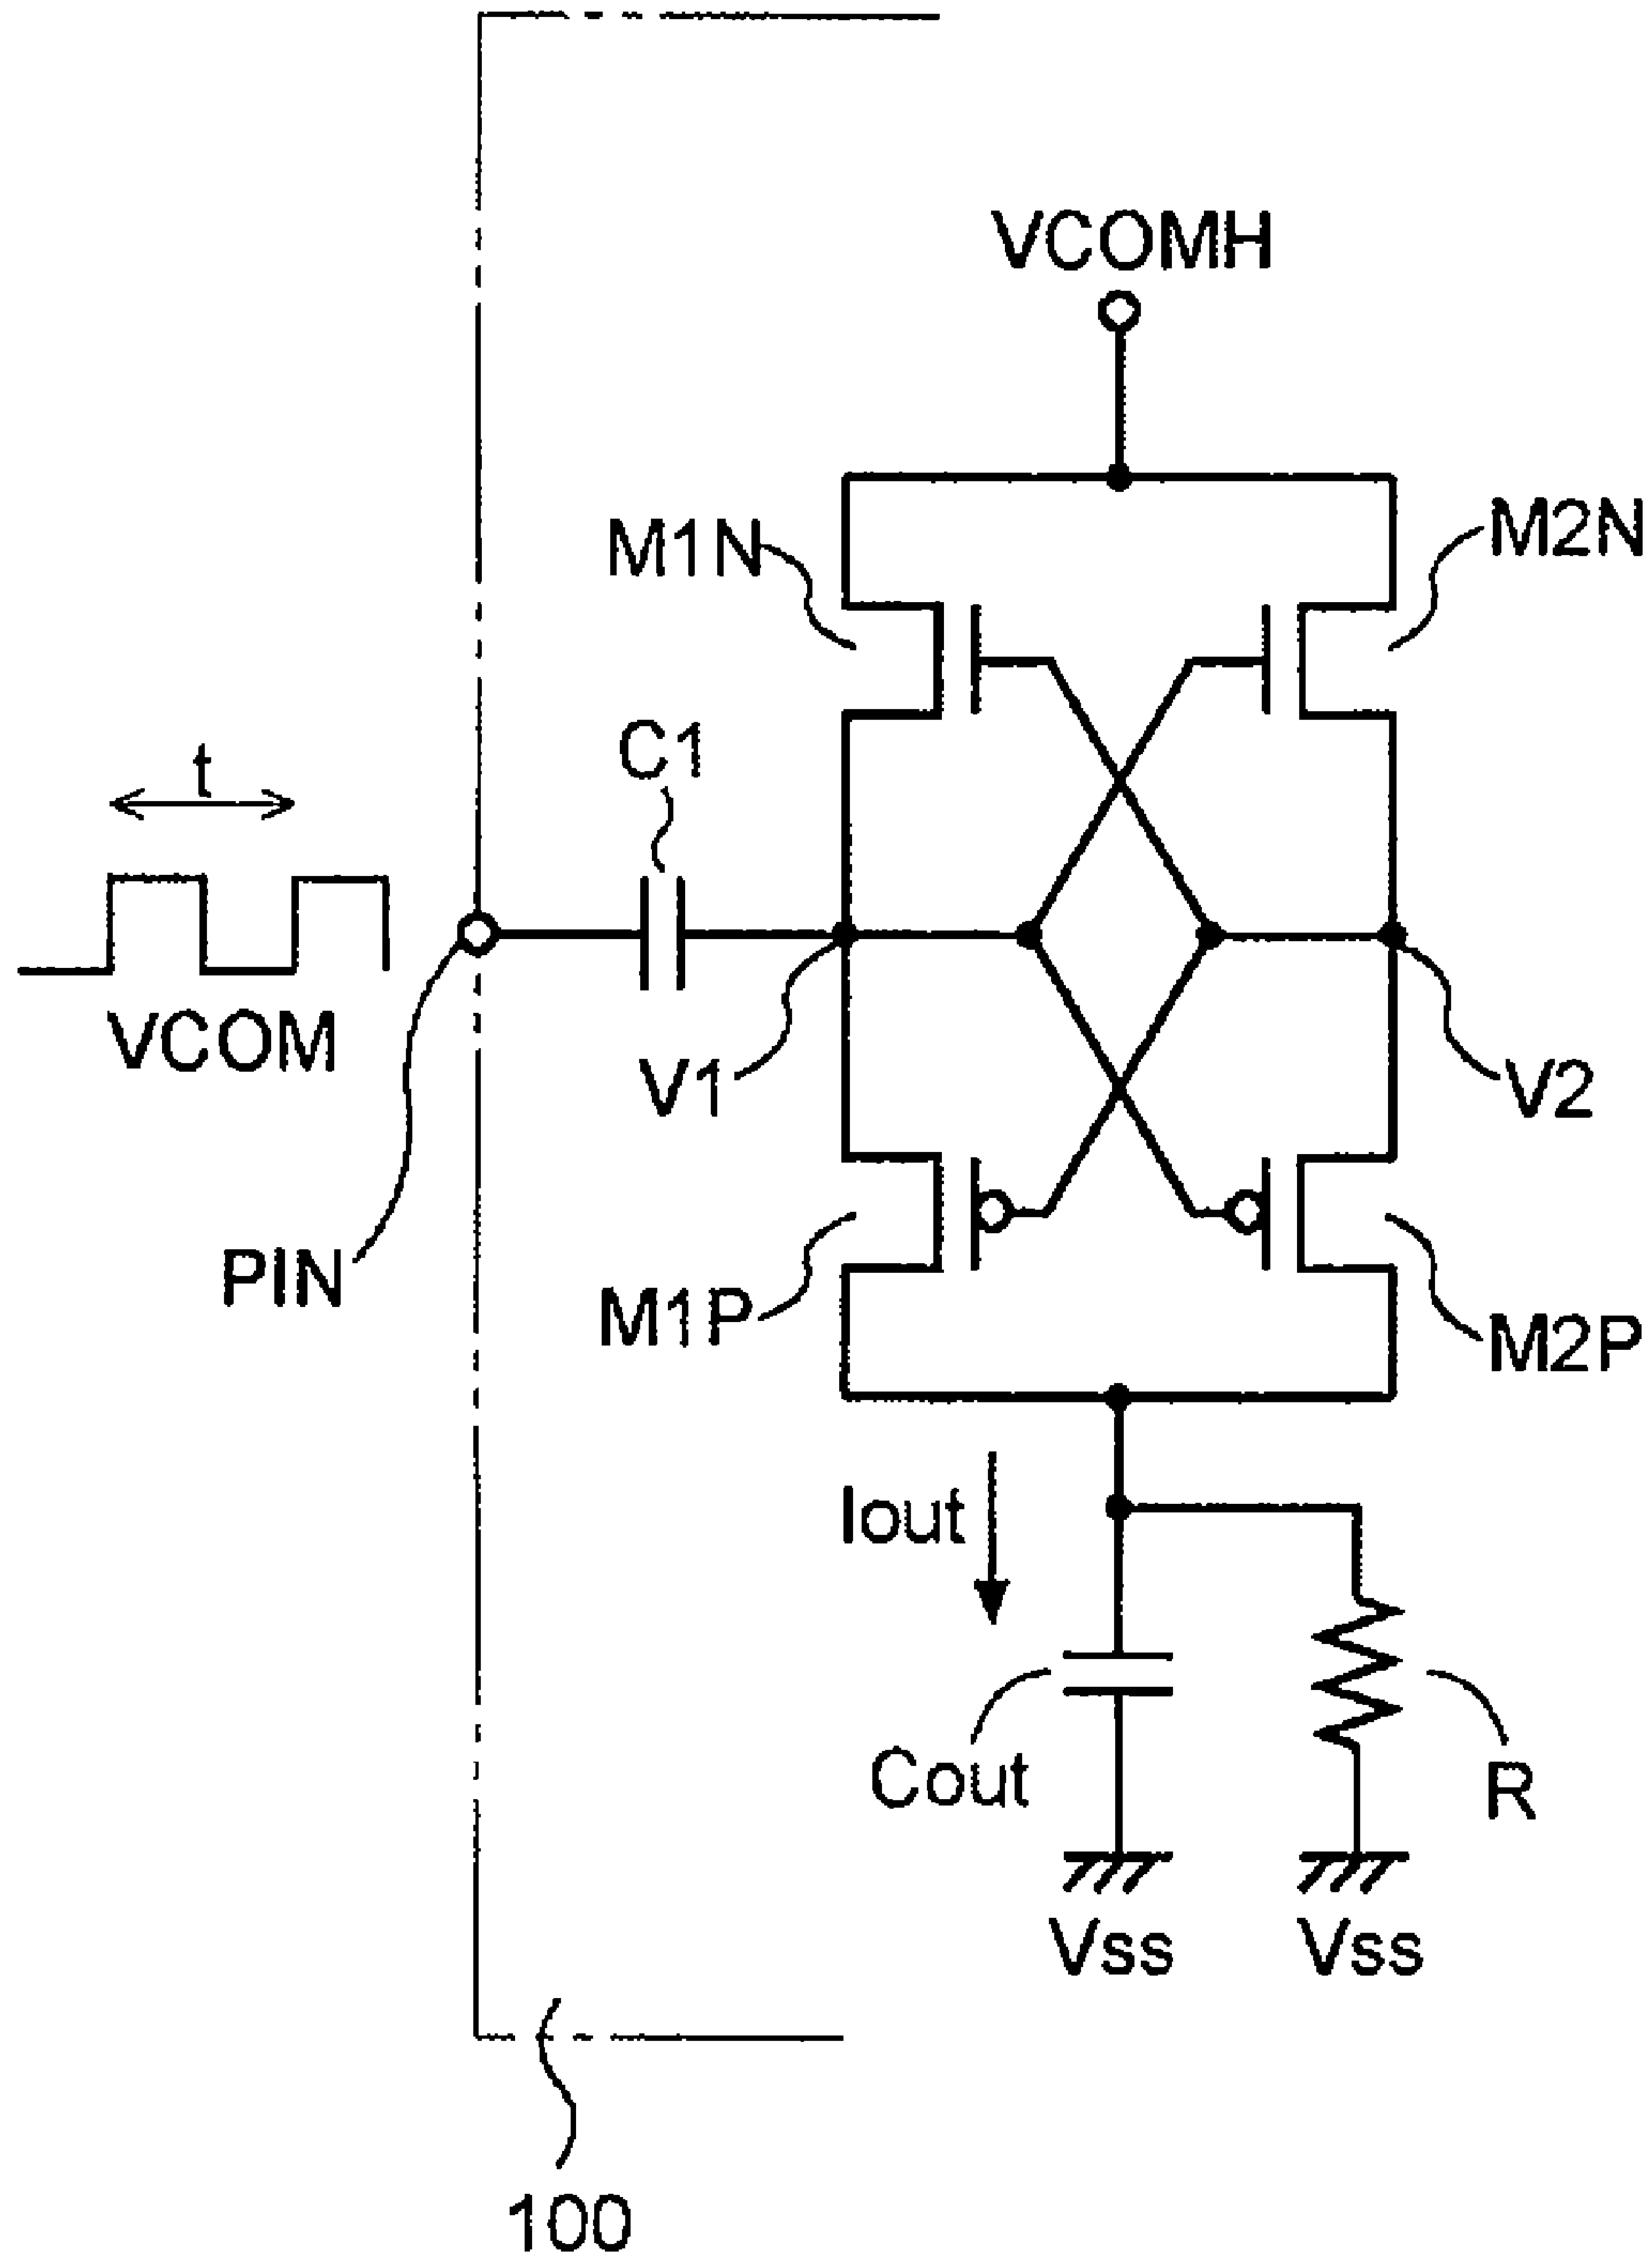 VCOMH
M1N
M2N
C1
t
VCOM
V1
V2
PIN
M1P
M2P
Iout
Cout
R
Vss
Vss
100